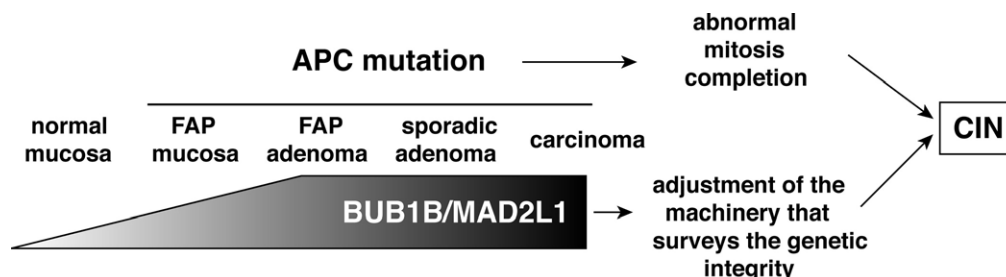 APC mutation
abnormal
mitosis
completion
normal
mucosa
FAP
mucosa
FAP
adenoma
sporadic
adenoma
carcinoma
CIN
BUB1B/MAD2L1
adjustment of the
machinery that
surveys the genetic
integrity